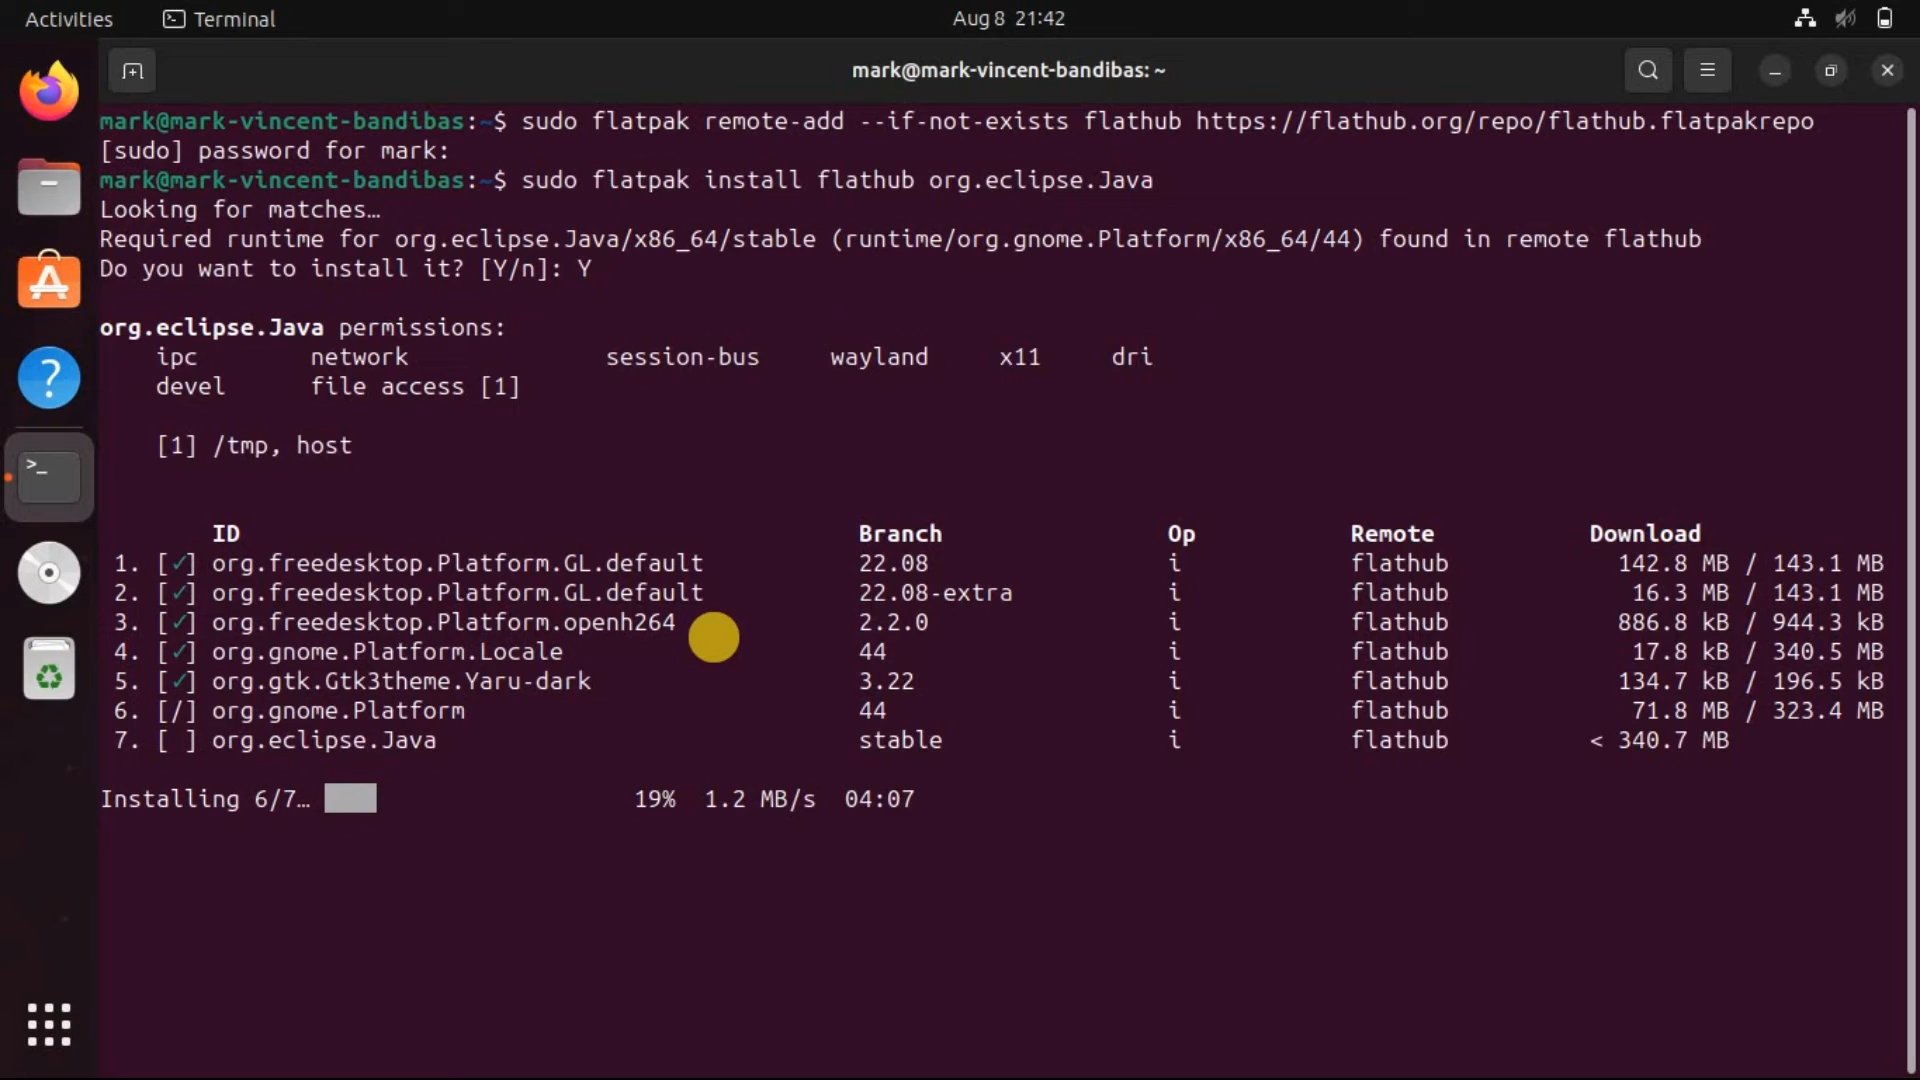 Activities Terminal Aug 8 21:42
mark@mark-vincent-bandibas: ~
mark@mark-vincent-bandibas:~$ sudo flatpak remote-add --if-not-exists flathub https://flathub.org/repo/flathub.flatpakrepo
[sudo] password for mark:
mark@mark-vincent-bandibas:~$ sudo flatpak install flathub org.eclipse.Java
Looking for matches…
Required runtime for org.eclipse.Java/x86_64/stable (runtime/org.gnome.Platform/x86_64/44) found in remote flathub
Do you want to install it? [Y/n]: Y
org.eclipse.Java permissions:
ipc network session-bus wayland x11 dri
devel file access [1]
[1] /tmp, host
ID Branch Op Remote Download
1. [✓] org.freedesktop.Platform.GL.default 22.08 i flathub 142.8 MB / 143.1 MB
2. [✓] org.freedesktop.Platform.GL.default 22.08-extra i flathub 16.3 MB / 143.1 MB
3. [✓] org.freedesktop.Platform.openh264 2.2.0 i flathub 886.8 kB / 944.3 kB
4. [✓] org.gnome.Platform.Locale 44 i flathub 17.8 kB / 340.5 MB
5. [✓] org.gtk.Gtk3theme.Yaru-dark 3.22 i flathub 134.7 kB / 196.5 kB
6. [/] org.gnome.Platform 44 i flathub 71.8 MB / 323.4 MB
7. [ ] org.eclipse.Java stable i flathub < 340.7 MB
Installing 6/7… 19% 1.2 MB/s 04:07